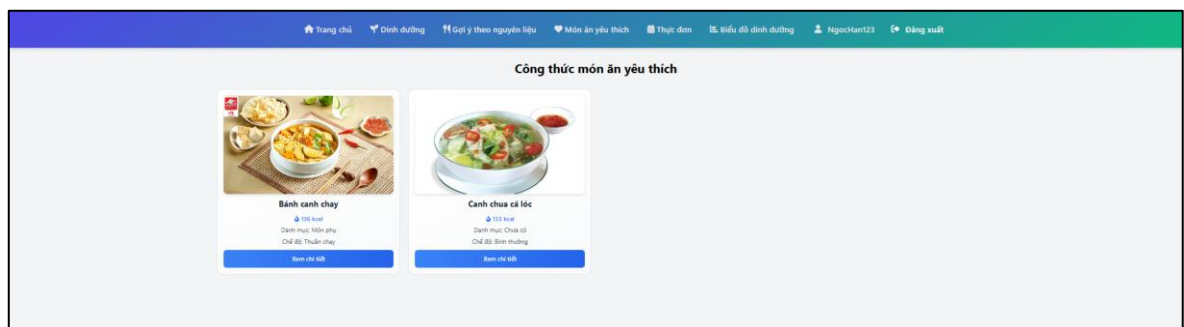 Trang chủ Dinh dưỡng Gợi ý theo nguyên liệu Món ăn yêu thích Thực đơn Biểu đồ dinh dưỡng NgocHan123 Đăng xuất
Công thức món ăn yêu thích
Bánh canh chay
136 kcal
Danh mục: Món phụ
Chế độ: Thuần chay
Xem chi tiết
Canh chua cá lóc
133 kcal
Danh mục: Chưa có
Chế độ: Bình thường
Xem chi tiết